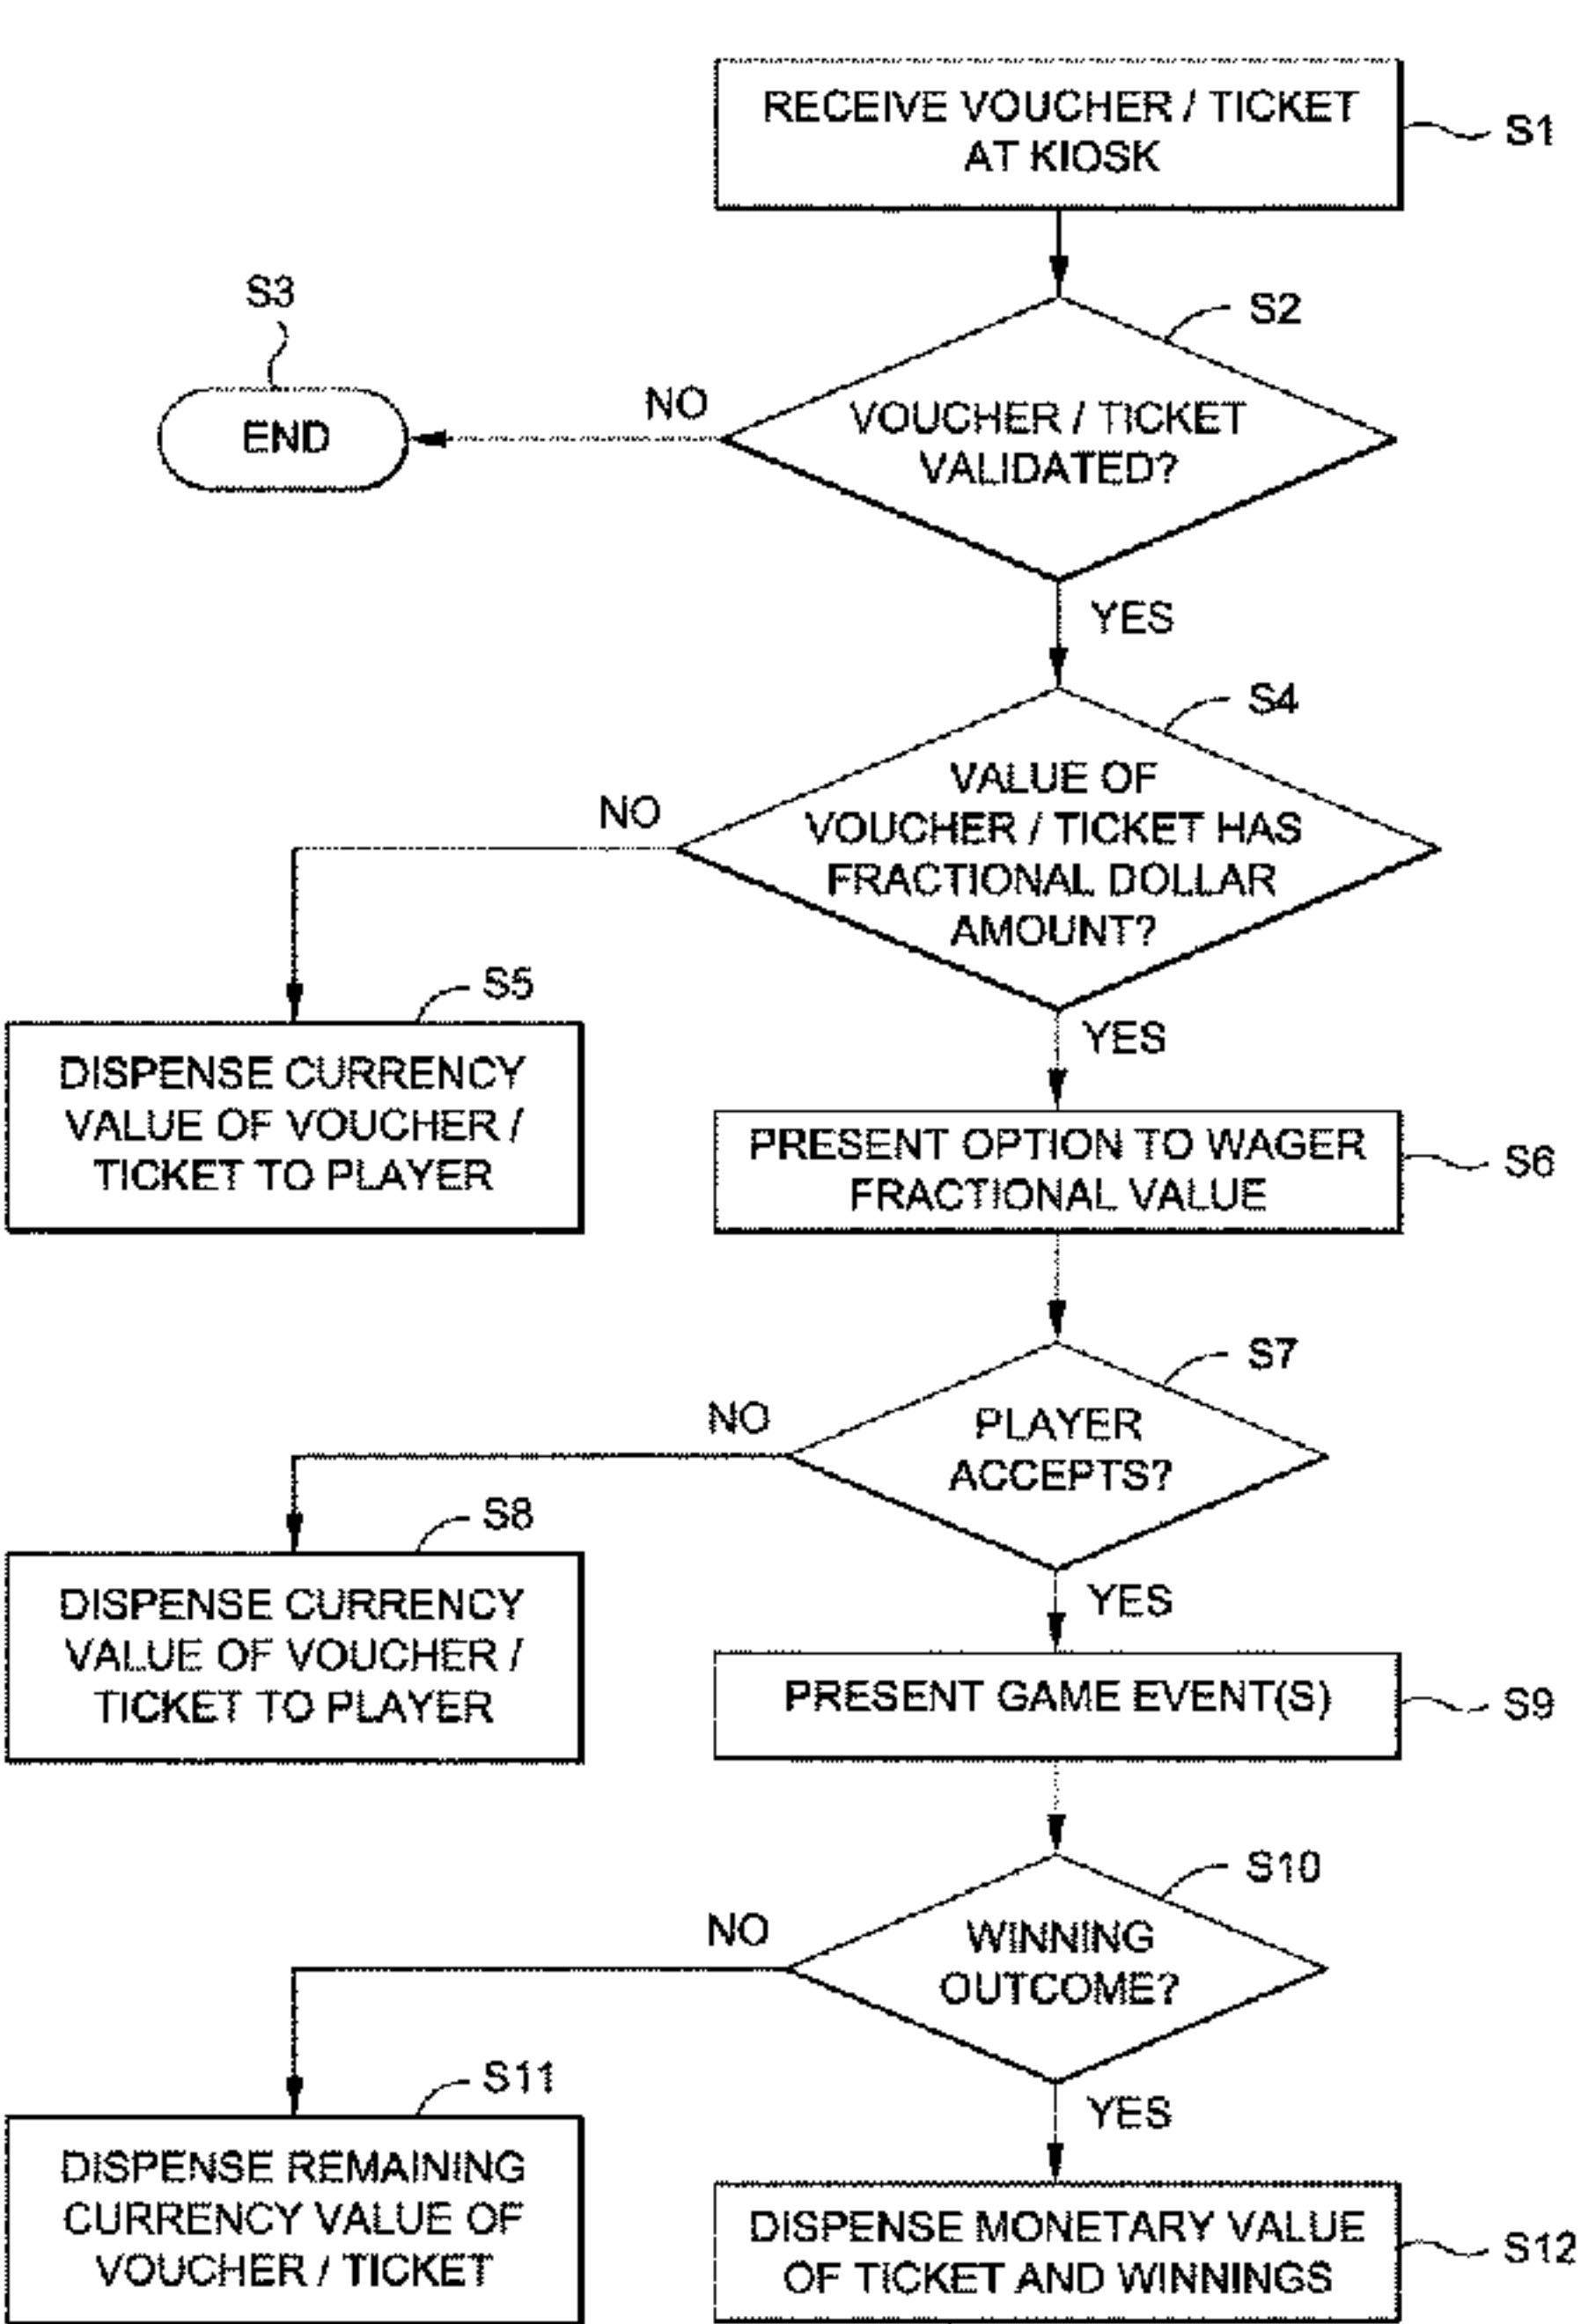 RECEIVE VOUCHER / TICKET
AT KIOSK
S1
S3
S2
END
NO
VOUCHER / TICKET
VALIDATED?
YES
S4
NO
VALUE OF
VOUCHER / TICKET HAS
FRACTIONAL DOLLAR
AMOUNT?
S5
YES
DISPENSE CURRENCY
VALUE OF VOUCHER /
TICKET TO PLAYER
PRESENT OPTION TO WAGER
FRACTIONAL VALUE
S6
S7
NO
PLAYER
ACCEPTS?
S8
YES
DISPENSE CURRENCY
VALUE OF VOUCHER /
TICKET TO PLAYER
PRESENT GAME EVENT(S)
S9
S10
NO
WINNING
OUTCOME?
S11
YES
DISPENSE REMAINING
CURRENCY VALUE OF
VOUCHER / TICKET
DISPENSE MONETARY VALUE
OF TICKET AND WINNINGS
S12